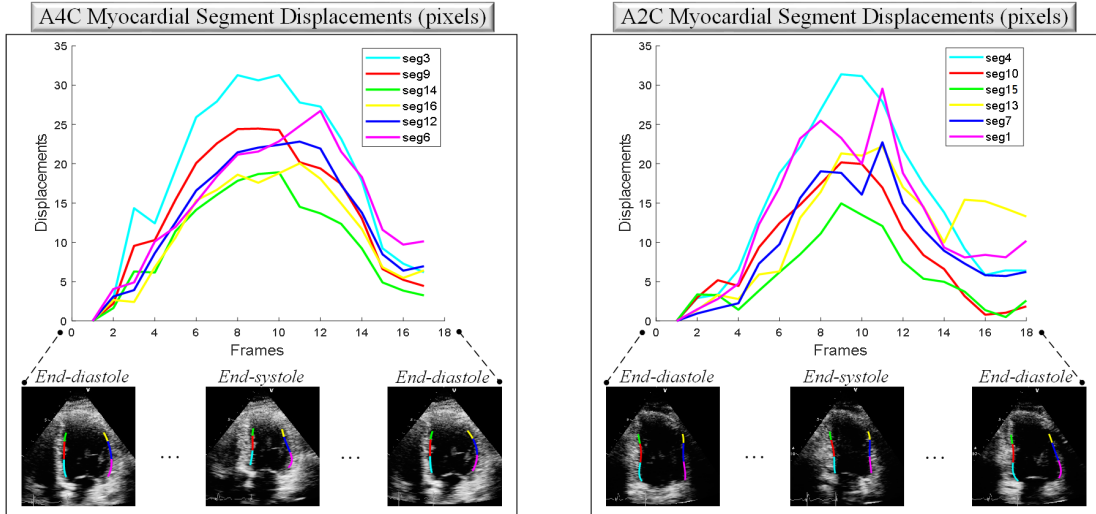 A4C Myocardial Segment Displacements (pixels)
35
30
25
20
15
10
5
0
Displacements
seg3
seg9
seg14
seg16
seg12
seg6
0 2 4 6 8 10 12 14 16 18
Frames
End-diastole End-systole End-diastole
V V V
... ...
A2C Myocardial Segment Displacements (pixels)
35
30
25
20
15
10
5
0
Displacements
seg4
seg10
seg15
seg13
seg7
seg1
0 2 4 6 8 10 12 14 16 18
Frames
End-diastole End-systole End-diastole
V V V
... ...